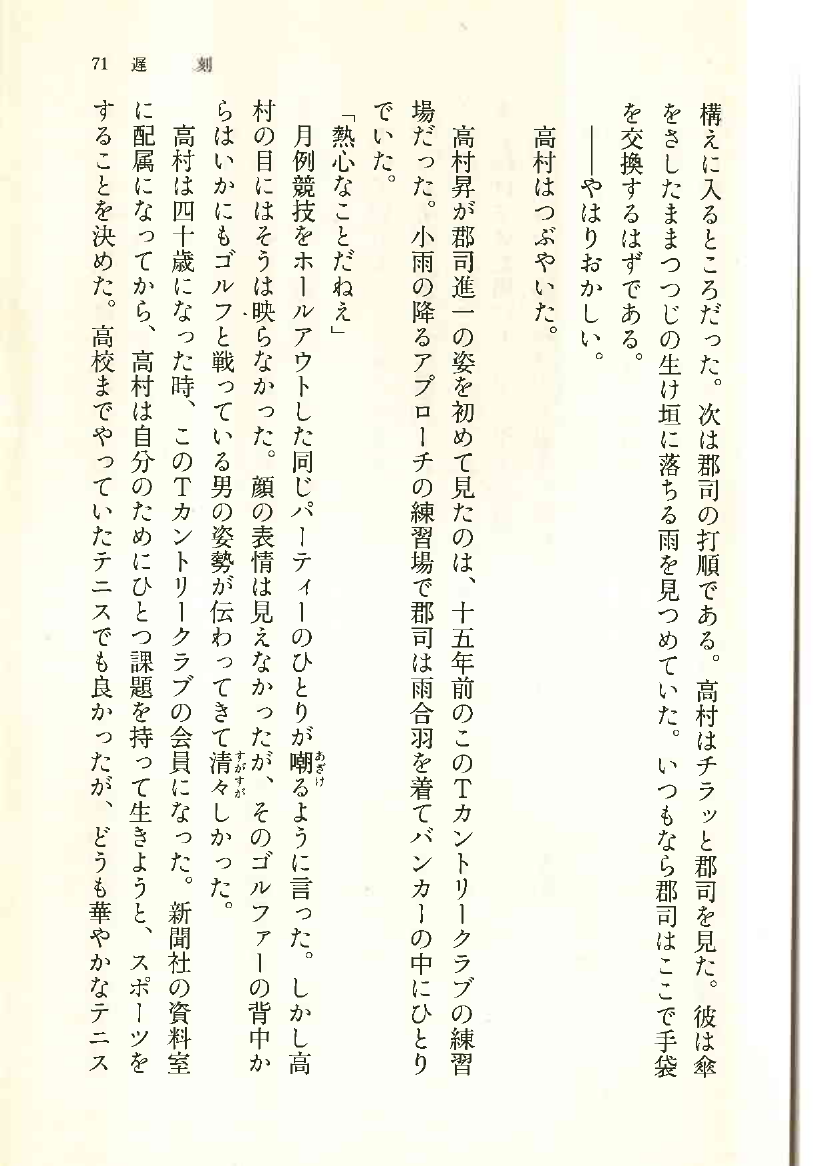 71 遅刻
構えに入るところだった。次は郡司の打順である。高村はチラッと郡司を見た。彼は傘
をさしたままつつじの生け垣に落ちる雨を見つめていた。いつもなら郡司はここで手袋
を交換するはずである。
――やはりおかしい。
高村はつぶやいた。
高村昇が郡司進一の姿を初めて見たのは、十五年前のこのTカントリークラブの練習
場だった。小雨の降るアプローチの練習場で郡司は雨合羽を着てバンカーの中にひとり
でいた。
「熱心なことだねえ」
月例競技をホールアウトした同じパーティーのひとりが嘲るように言った。しかし高
あざけ
村の目にはそうは映らなかった。顔の表情は見えなかったが、そのゴルファーの背中か
らはいかにもゴルフと戦っている男の姿勢が伝わってきて清々しかった。
すがすが
高村は四十歳になった時、このTカントリークラブの会員になった。新聞社の資料室
に配属になってから、高村は自分のためにひとつ課題を持って生きようと、スポーツを
することを決めた。高校までやっていたテニスでも良かったが、どうも華やかなテニス